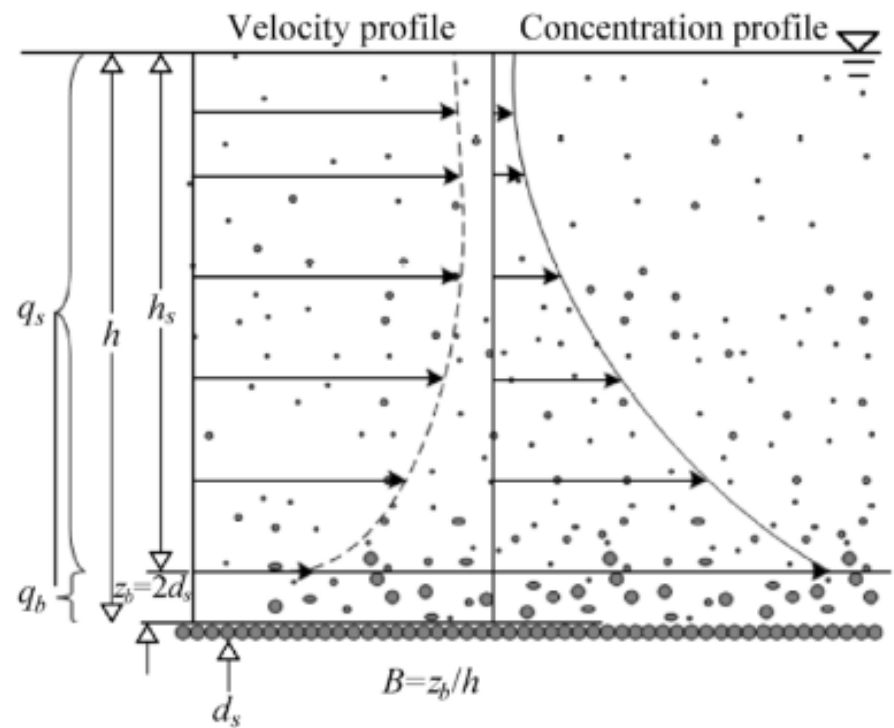 Velocity profile
Concentration profile
q_s
h
h_s
q_b
z_b=2d_s
B=z_b/h
d_s